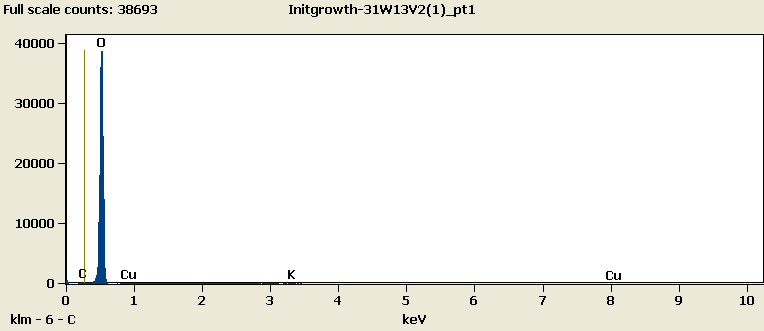 Full scale counts: 38693 Initgrowth-31W13V2(1)_pt1
40000
30000
20000
10000
0
O
C Cu K Cu
0 1 2 3 4 5 6 7 8 9 10
klm - 6 - C keV